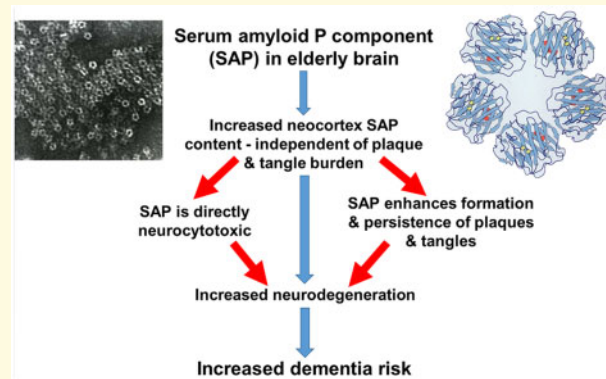 Serum amyloid P component
(SAP) in elderly brain
Increased neocortex SAP
content - independent of plaque
& tangle burden
SAP is directly
neurocytotoxic
SAP enhances formation
& persistence of plaques
& tangles
Increased neurodegeneration
Increased dementia risk